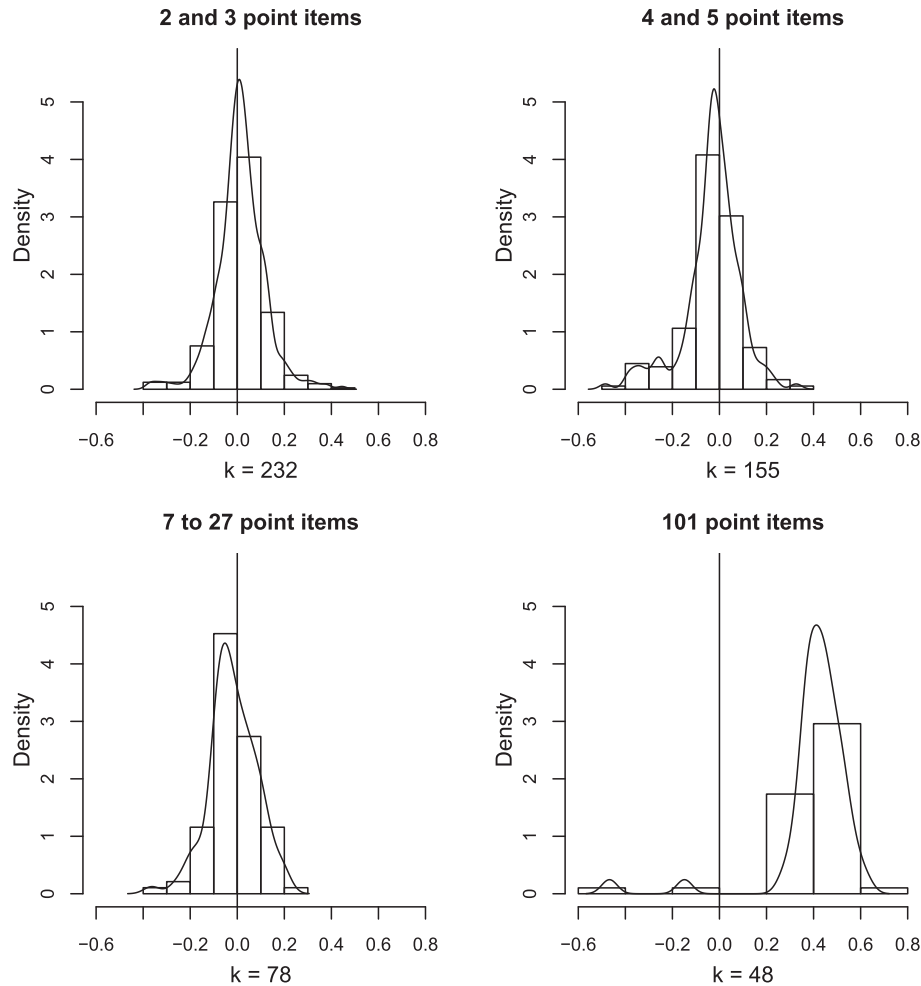 2 and 3 point items
Density
0 1 2 3 4 5
−0.6 −0.2 0.0 0.2 0.4 0.6 0.8
k = 232
4 and 5 point items
Density
0 1 2 3 4 5
−0.6 −0.2 0.0 0.2 0.4 0.6 0.8
k = 155
7 to 27 point items
Density
0 1 2 3 4 5
−0.6 −0.2 0.0 0.2 0.4 0.6 0.8
k = 78
101 point items
Density
0 1 2 3 4 5
−0.6 −0.2 0.0 0.2 0.4 0.6 0.8
k = 48